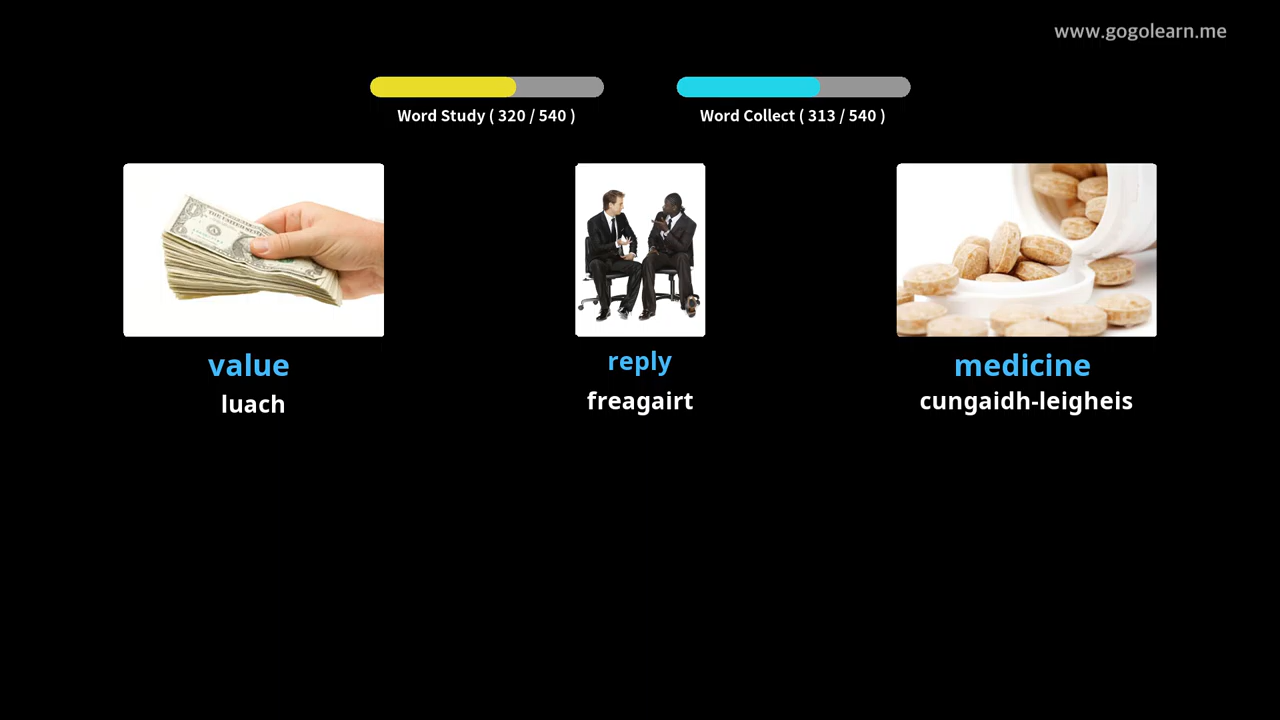 www.gogolearn.me
Word Study ( 320 / 540 )
Word Collect ( 313 / 540 )
value
luach
reply
freagairt
medicine
cungaidh-leigheis